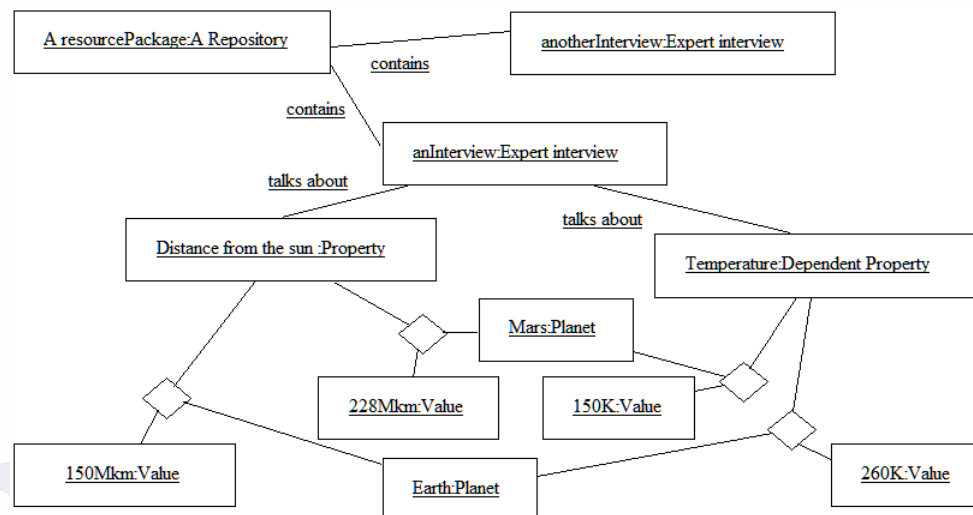 A resourcePackage:A Repository
anotherInterview:Expert interview
contains
contains
anInterview:Expert interview
talks about
talks about
Distance from the sun :Property
Temperature:Dependent Property
Mars:Planet
228Mkm:Value
150K:Value
150Mkm:Value
Earth:Planet
260K:Value